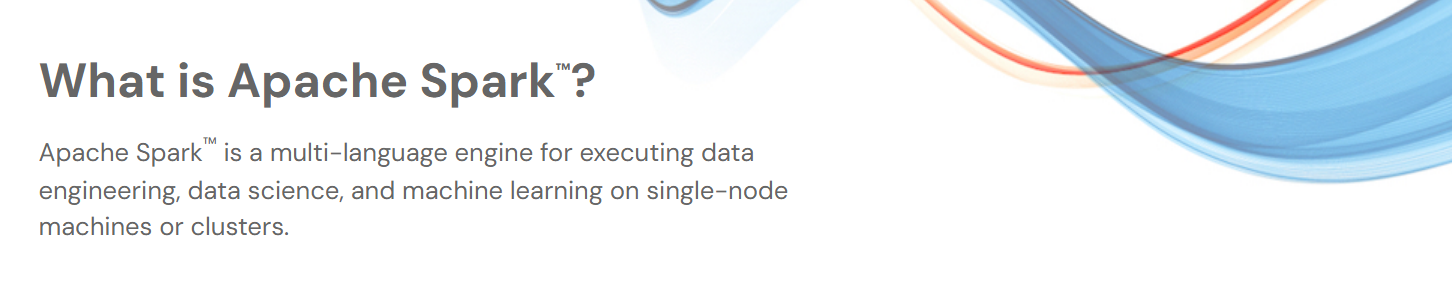 What is Apache Spark™?
Apache Spark™ is a multi-language engine for executing data
engineering, data science, and machine learning on single-node
machines or clusters.